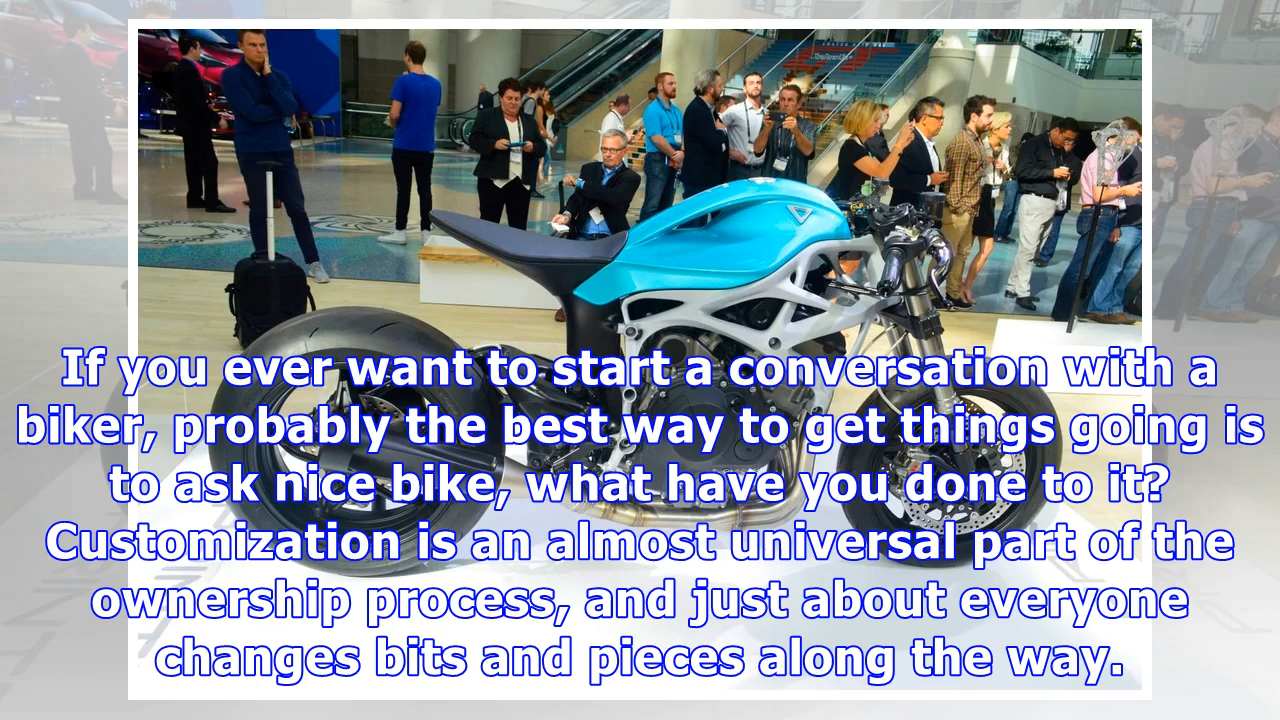 If you ever want to start a conversation with a
biker, probably the best way to get things going is
to ask nice bike, what have you done to it?
Customization is an almost universal part of the
ownership process, and just about everyone
changes bits and pieces along the way.